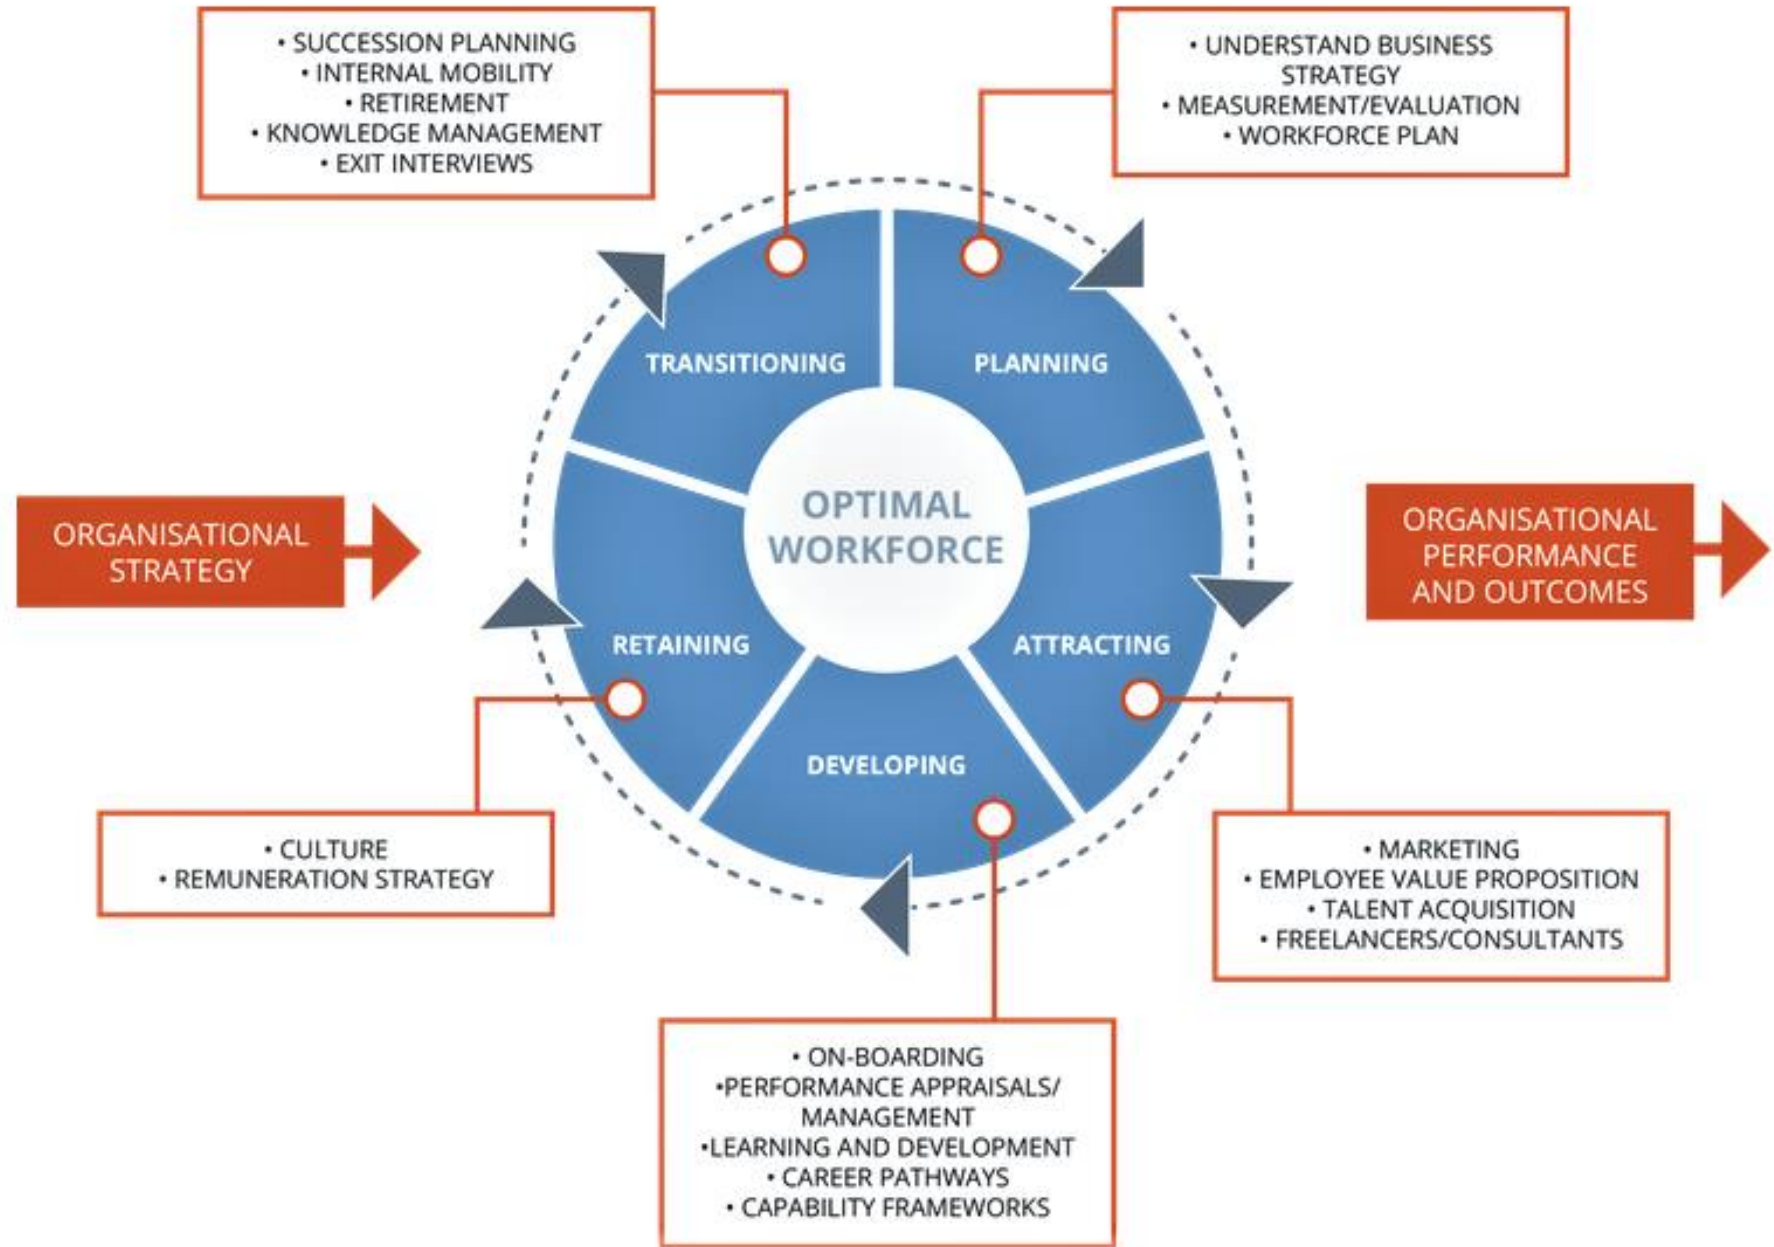 • SUCCESSION PLANNING
• INTERNAL MOBILITY
• RETIREMENT
• KNOWLEDGE MANAGEMENT
• EXIT INTERVIEWS
• UNDERSTAND BUSINESS
STRATEGY
• MEASUREMENT/EVALUATION
• WORKFORCE PLAN
TRANSITIONING
PLANNING
OPTIMAL
WORKFORCE
ORGANISATIONAL
STRATEGY
ORGANISATIONAL
PERFORMANCE
AND OUTCOMES
RETAINING
ATTRACTING
DEVELOPING
• CULTURE
• REMUNERATION STRATEGY
• MARKETING
• EMPLOYEE VALUE PROPOSITION
• TALENT ACQUISITION
• FREELANCERS/CONSULTANTS
• ON-BOARDING
•PERFORMANCE APPRAISALS/
MANAGEMENT
•LEARNING AND DEVELOPMENT
• CAREER PATHWAYS
• CAPABILITY FRAMEWORKS